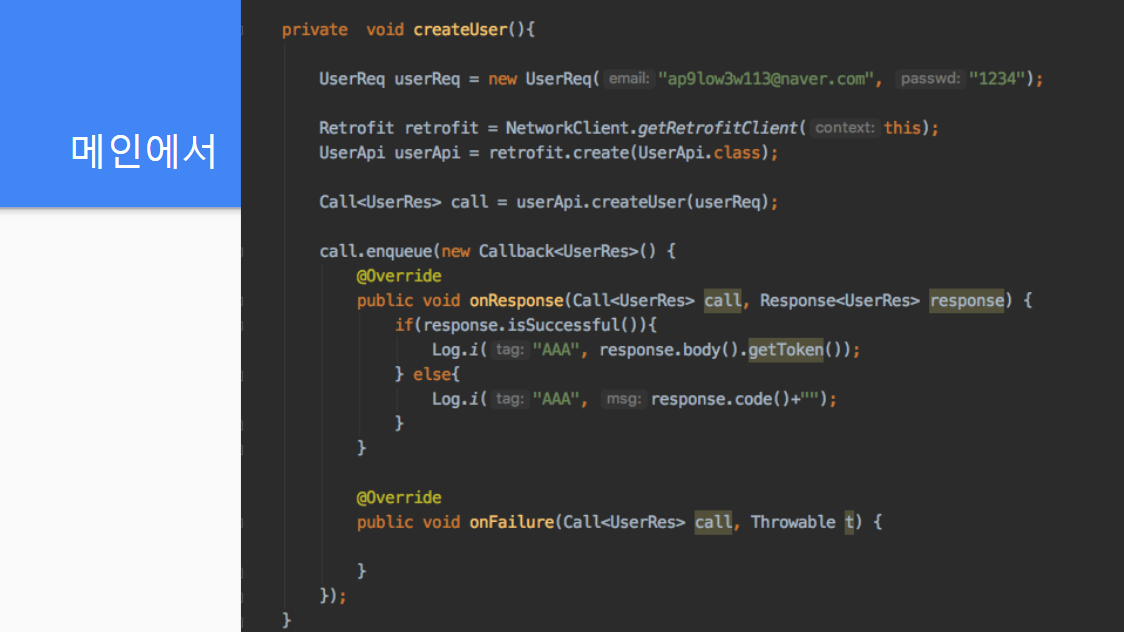 메인에서
private  void createUser(){
UserReq userReq = new UserReq( email: "ap9low3w113@naver.com", passwd: "1234");
Retrofit retrofit = NetworkClient.getRetrofitClient( context: this);
UserApi userApi = retrofit.create(UserApi.class);
Call<UserRes> call = userApi.createUser(userReq);
call.enqueue(new Callback<UserRes>() {
@Override
public void onResponse(Call<UserRes> call, Response<UserRes> response) {
if(response.isSuccessful()){
Log.i( tag: "AAA", response.body().getToken());
} else{
Log.i( tag: "AAA", msg: response.code()+"");
}
}
@Override
public void onFailure(Call<UserRes> call, Throwable t) {
}
});
}